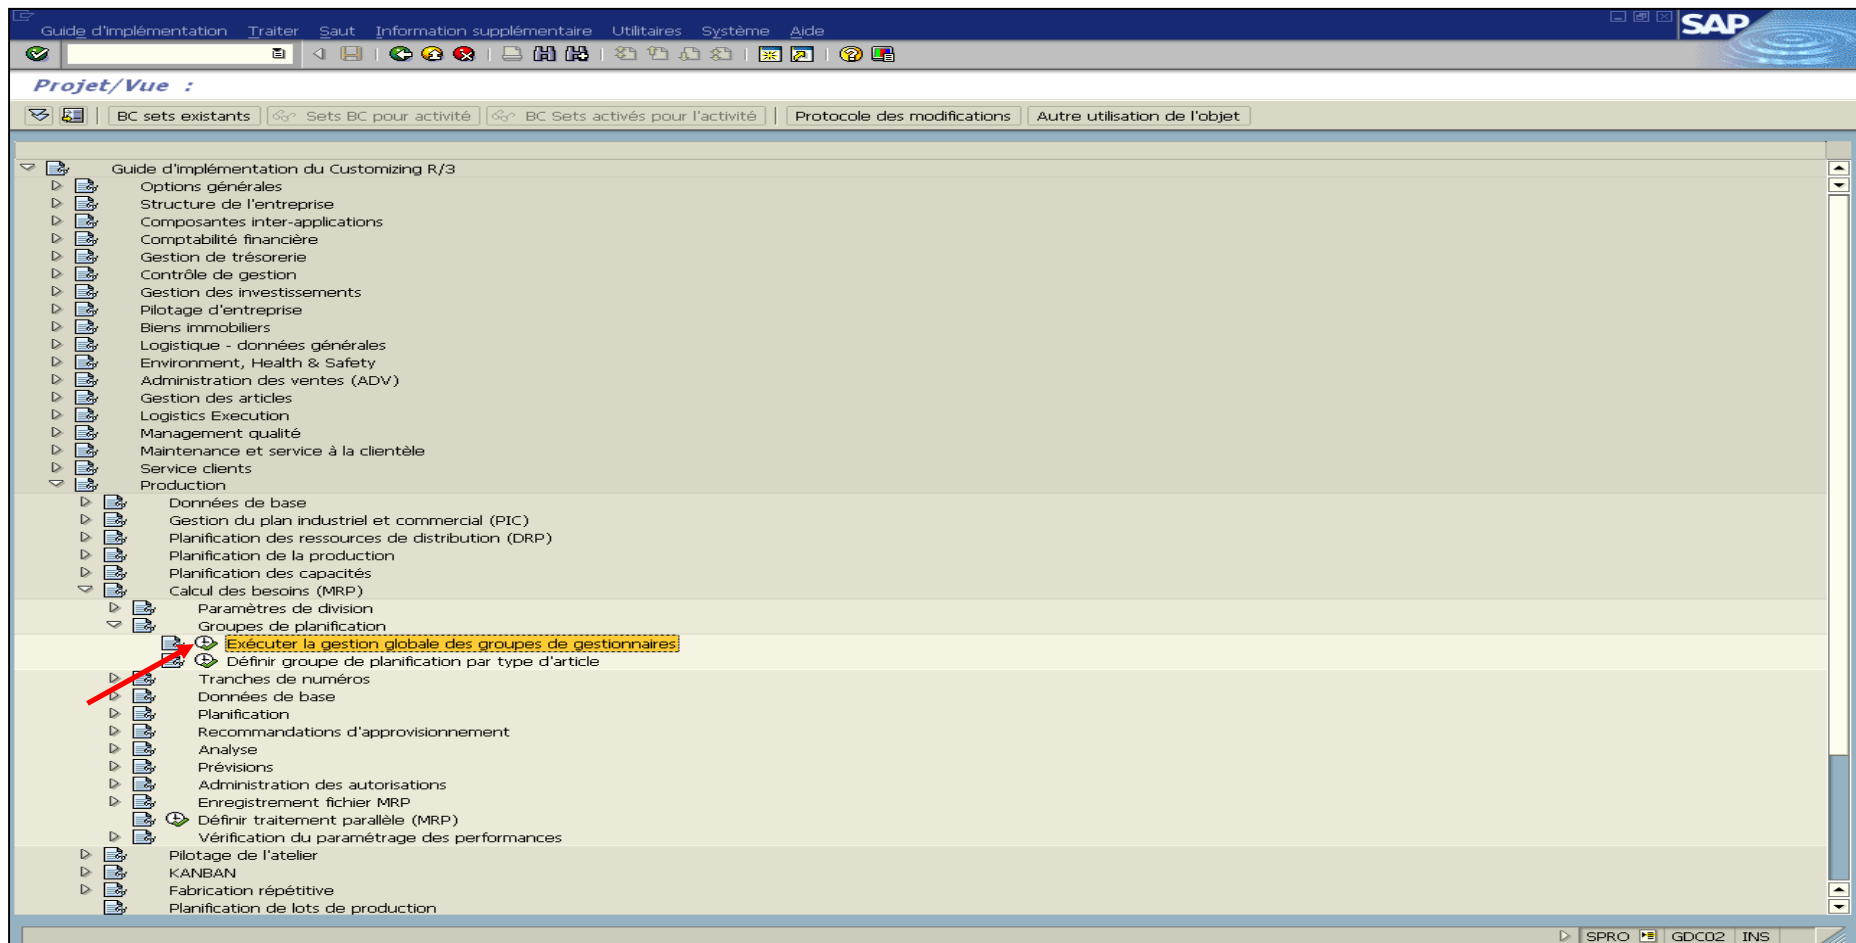 Guide d'implémentation Traiter Saut Information supplémentaire Utilitaires Système Aide
SAP
Projet/Vue :
BC sets existants Sets BC pour activité BC Sets activés pour l'activité Protocole des modifications Autre utilisation de l'objet
Guide d'implémentation du Customizing R/3
Options générales
Structure de l'entreprise
Composantes inter-applications
Comptabilité financière
Gestion de trésorerie
Contrôle de gestion
Gestion des investissements
Pilotage d'entreprise
Biens immobiliers
Logistique - données générales
Environment, Health & Safety
Administration des ventes (ADV)
Gestion des articles
Logistics Execution
Management qualité
Maintenance et service à la clientèle
Service clients
Production
Données de base
Gestion du plan industriel et commercial (PIC)
Planification des ressources de distribution (DRP)
Planification de la production
Planification des capacités
Calcul des besoins (MRP)
Paramètres de division
Groupes de planification
Exécuter la gestion globale des groupes de gestionnaires
Définir groupe de planification par type d'article
Tranches de numéros
Données de base
Planification
Recommandations d'approvisionnement
Analyse
Prévisions
Administration des autorisations
Enregistrement fichier MRP
Définir traitement parallèle (MRP)
Vérification du paramétrage des performances
Pilotage de l'atelier
KANBAN
Fabrication répétitive
Planification de lots de production
SPRO GDC02 INS